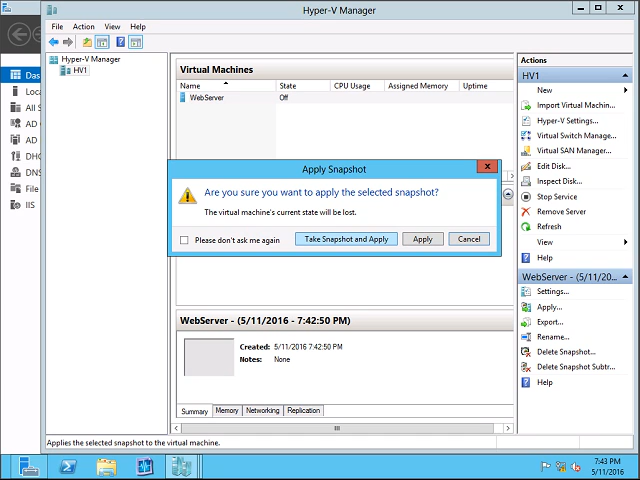 Hyper-V Manager
File Action View Help
Hyper-V Manager
HV1
Das
Loca
All S
AD
AD
DHC
DNS
File
IIS
Virtual Machines
Name State CPU Usage Assigned Memory Uptime
WebServer Off
Apply Snapshot
Are you sure you want to apply the selected snapshot?
The virtual machine's current state will be lost.
Please don't ask me again
Take Snapshot and Apply
Apply
Cancel
WebServer - (5/11/2016 - 7:42:50 PM)
Created: 5/11/2016 7:42:50 PM
Notes: None
Summary Memory Networking Replication
Actions
HV1
New
Import Virtual Machin...
Hyper-V Settings...
Virtual Switch Manage...
Virtual SAN Manager...
Edit Disk...
Inspect Disk...
Stop Service
Remove Server
Refresh
View
Help
WebServer - (5/11/20...
Settings...
Apply...
Export...
Rename...
Delete Snapshot...
Delete Snapshot Subtr...
Help
Applies the selected snapshot to the virtual machine.
7:43 PM
5/11/2016